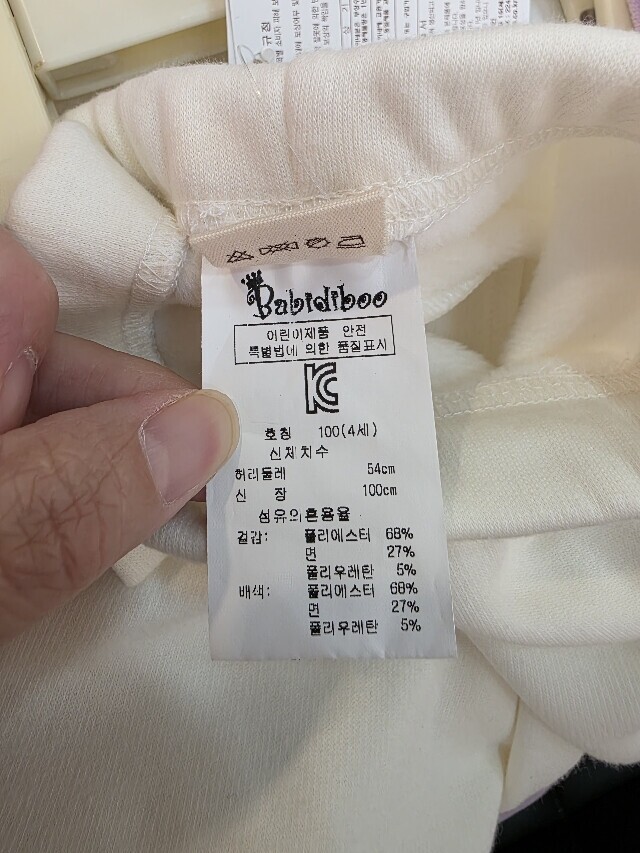 Babidiboo
어린이제품 안전
특별법에 의한 품질표시
호칭 100(4세)
신체치수
허리둘레 54cm
신 장 100cm
섬유의혼용율
겉감: 폴리에스터 68%
면 27%
폴리우레탄 5%
배색: 폴리에스터 68%
면 27%
폴리우레탄 5%